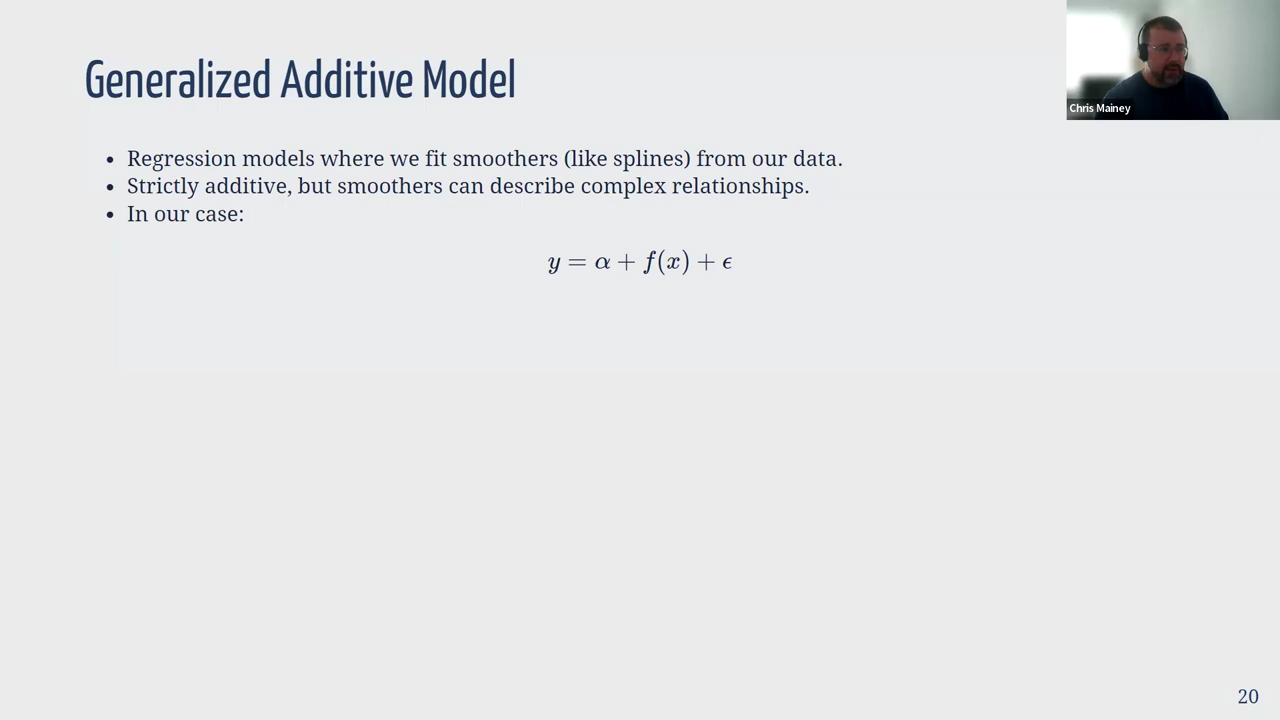 Generalized Additive Model
Chris Mainey
• Regression models where we fit smoothers (like splines) from our data.
• Strictly additive, but smoothers can describe complex relationships.
• In our case:
y = α + f(x) + ϵ
20